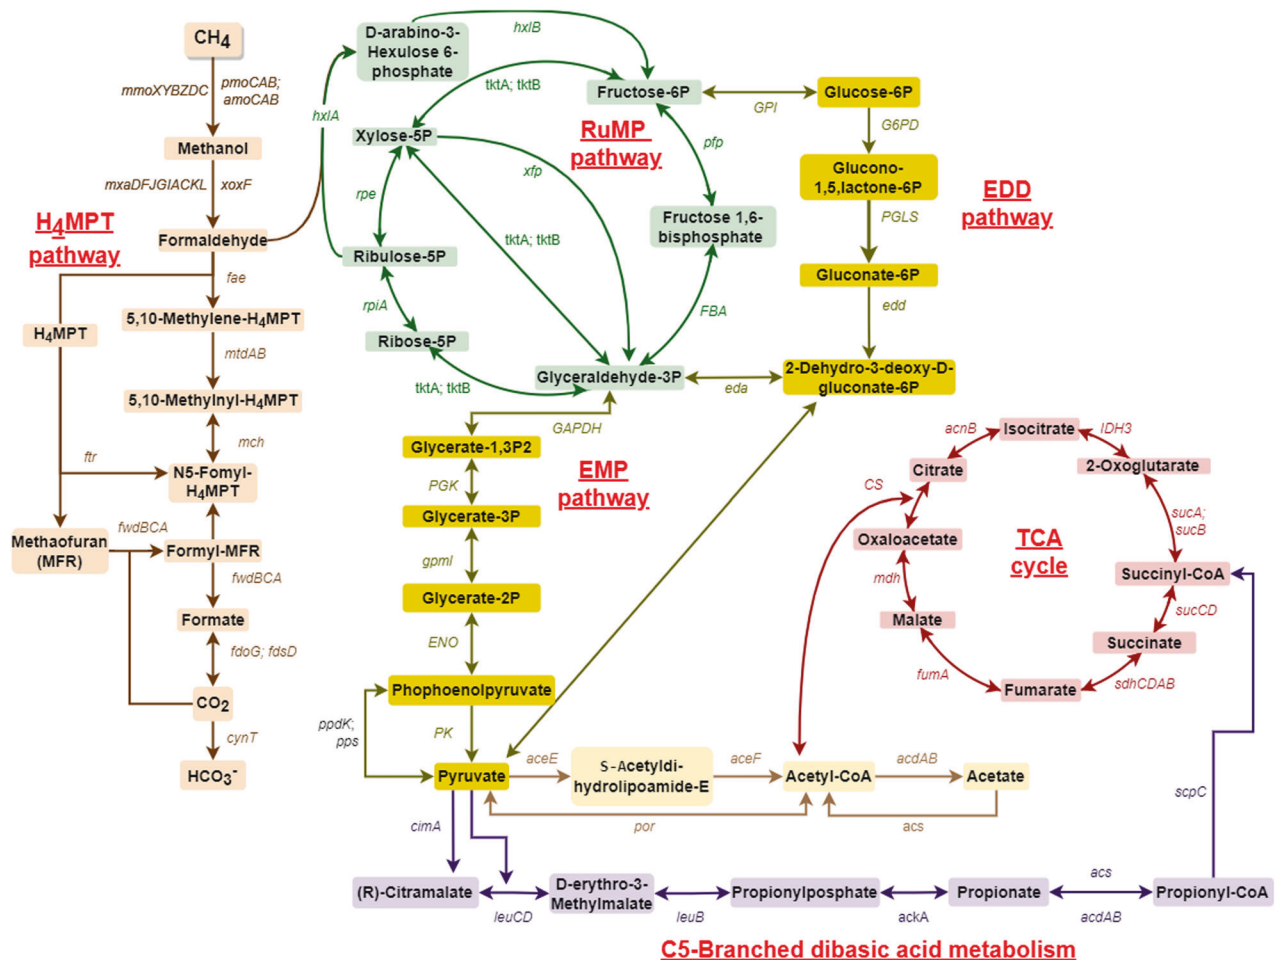 CH4
mmoXYBZDC
pmoCAB;
amoCAB
Methanol
mxaDFJGIACKL
xoxF
H4MPT
pathway
Formaldehyde
fae
5,10-Methylene-H4MPT
H4MPT
mtdAB
5,10-Methylnyl-H4MPT
mch
ftr
N5-Fomyl-
H4MPT
Methaofuran
(MFR)
fwdBCA
Formyl-MFR
fwdBCA
Formate
fdoG; fdsD
CO2
cynT
HCO3-
D-arabino-3-
Hexulose 6-
phosphate
hxlB
hxlA
tktA; tktB
Fructose-6P
Xylose-5P
RuMP
pathway
pfp
xfp
rpe
Fructose 1,6-
bisphosphate
tktA; tktB
Ribulose-5P
rpiA
FBA
Ribose-5P
Glyceraldehyde-3P
tktA; tktB
GPI
Glucose-6P
G6PD
Glucono-
1,5,lactone-6P
EDD
pathway
PGLS
Gluconate-6P
edd
2-Dehydro-3-deoxy-D-
gluconate-6P
eda
GAPDH
Glycerate-1,3P2
EMP
pathway
PGK
Glycerate-3P
gpmI
Glycerate-2P
ENO
Phophoenolpyruvate
ppdK;
pps
PK
Pyruvate
aceE
S-Acetyldi-
hydrolipoamide-E
aceF
Acetyl-CoA
acdAB
Acetate
por
acs
acnB
Isocitrate
IDH3
Citrate
2-Oxoglutarate
CS
sucA;
sucB
Oxaloacetate
TCA
cycle
mdh
Succinyl-CoA
sucCD
Malate
Succinate
fumA
Fumarate
sdhCDAB
scpC
cimA
(R)-Citramalate
leuCD
D-erythro-3-
Methylmalate
leuB
Propionylposphate
ackA
Propionate
acs
acdAB
Propionyl-CoA
C5-Branched dibasic acid metabolism